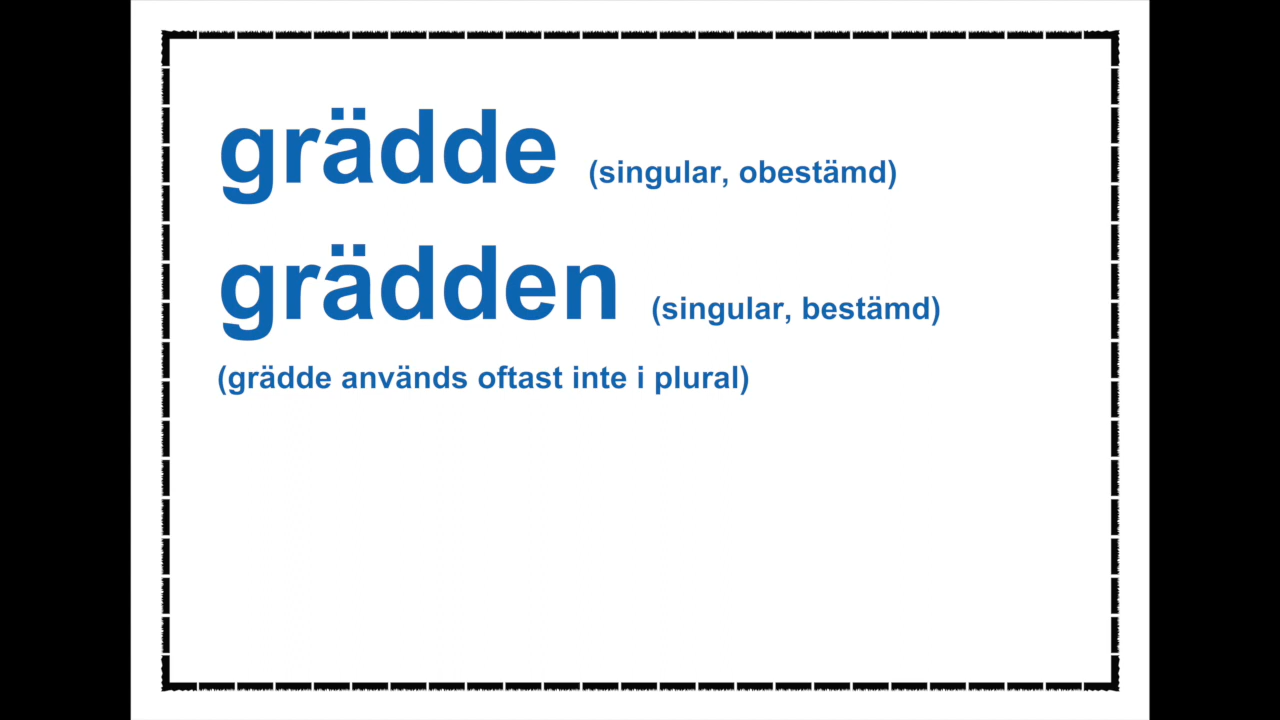 grädde (singular, obestämd)
grädden (singular, bestämd)
(grädde används oftast inte i plural)